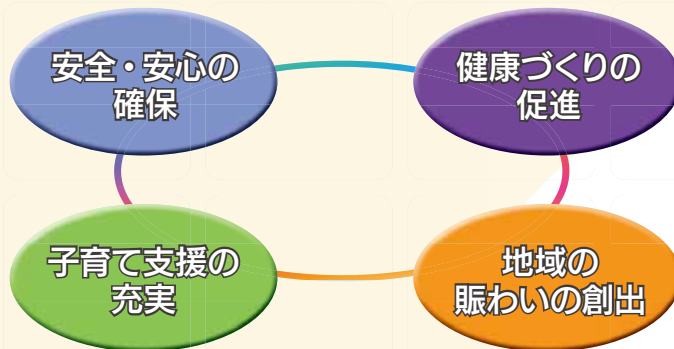 安全・安心の
確保
健康づくりの
促進
子育て支援の
充実
地域の
賑わいの創出